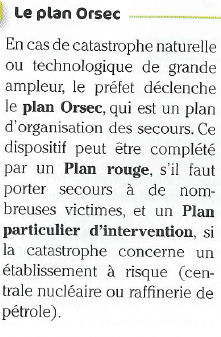 Le plan Orsec
En cas de catastrophe naturelle
ou technologique de grande
ampleur, le préfet déclenche
le plan Orsec, qui est un plan
d'organisation des secours. Ce
dispositif peut être complété
par un Plan rouge, s'il faut
porter secours à de nom-
breuses victimes, et un Plan
particulier d'intervention, si
la catastrophe concerne un
établissement à risque (cen-
trale nucléaire ou raffinerie de
pétrole).